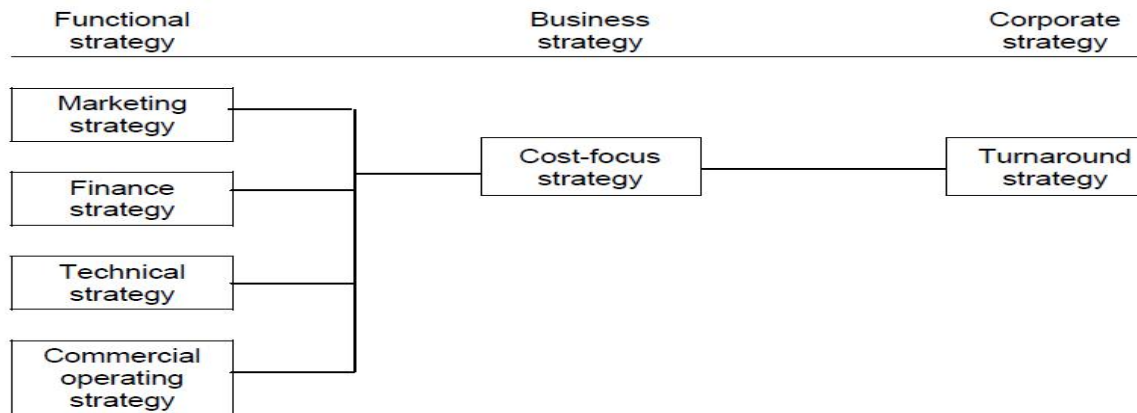 Functional
strategy
Business
strategy
Corporate
strategy
Marketing
strategy
Finance
strategy
Technical
strategy
Commercial
operating
strategy
Cost-focus
strategy
Turnaround
strategy